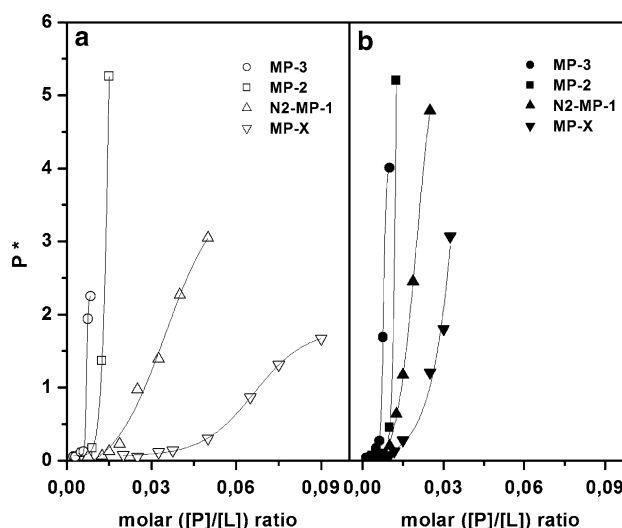 6
5
4
3
2
1
0
P *
a
MP-3
MP-2
N2-MP-1
MP-X
0,00
0,03
0,06
0,09
molar ([P]/[L]) ratio
b
MP-3
MP-2
N2-MP-1
MP-X
0,00
0,03
0,06
0,09
molar ([P]/[L]) ratio